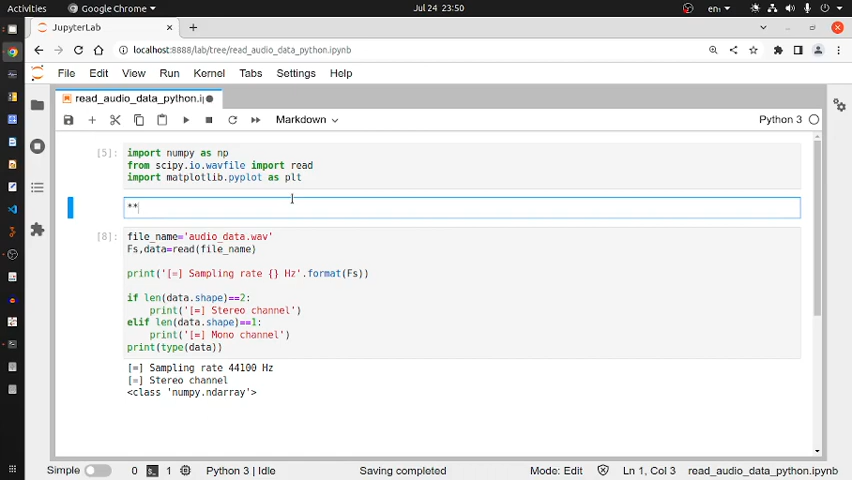 Activities
Google Chrome
Jul 24 23:50
en1
JupyterLab
localhost:8888/lab/tree/read_audio_data_python.ipynb
File Edit View Run Kernel Tabs Settings Help
read_audio_data_python.ip
Markdown
Python 3
[5]:
import numpy as np
from scipy.io.wavfile import read
import matplotlib.pyplot as plt
**
[8]:
file_name='audio_data.wav'
Fs,data=read(file_name)
print('[=] Sampling rate {} Hz'.format(Fs))
if len(data.shape)==2:
print('[=] Stereo channel')
elif len(data.shape)==1:
print('[=] Mono channel')
print(type(data))
[=] Sampling rate 44100 Hz
[=] Stereo channel
<class 'numpy.ndarray'>
Simple 0 1 Python 3 | Idle Saving completed Mode: Edit Ln 1, Col 3 read_audio_data_python.ipynb